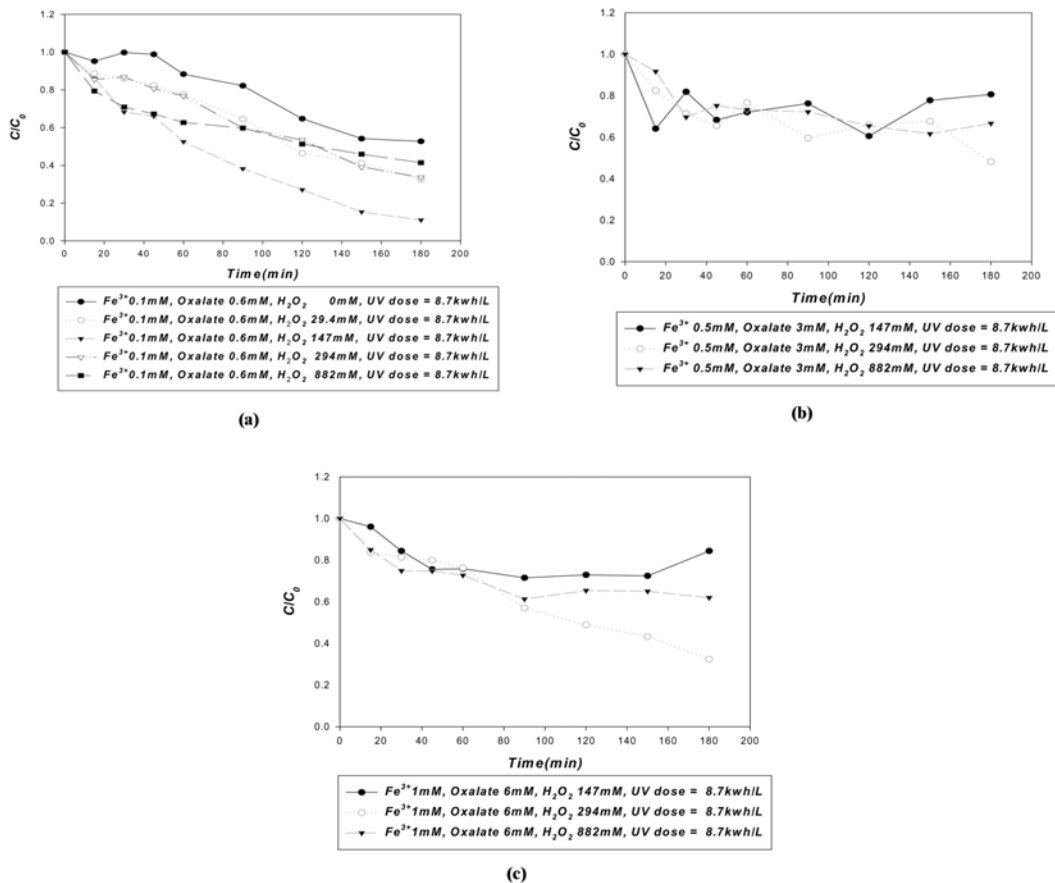 1.2
1.0
0.8
0.6
0.4
0.2
0.0
C/C₀
0 20 40 60 80 100 120 140 160 180 200
Time(min)
Fe³⁺0.1mM, Oxalate 0.6mM, H₂O₂ 0mM, UV dose = 8.7kwh/L
Fe³⁺0.1mM, Oxalate 0.6mM, H₂O₂ 29.4mM, UV dose = 8.7kwh/L
Fe³⁺0.1mM, Oxalate 0.6mM, H₂O₂ 147mM, UV dose = 8.7kwh/L
Fe³⁺0.1mM, Oxalate 0.6mM, H₂O₂ 294mM, UV dose = 8.7kwh/L
Fe³⁺0.1mM, Oxalate 0.6mM, H₂O₂ 882mM, UV dose = 8.7kwh/L
(a)
1.2
1.0
0.8
0.6
0.4
0.2
0.0
C/C₀
0 20 40 60 80 100 120 140 160 180 200
Time(min)
Fe³⁺ 0.5mM, Oxalate 3mM, H₂O₂ 147mM, UV dose = 8.7kwh/L
Fe³⁺ 0.5mM, Oxalate 3mM, H₂O₂ 294mM, UV dose = 8.7kwh/L
Fe³⁺ 0.5mM, Oxalate 3mM, H₂O₂ 882mM, UV dose = 8.7kwh/L
(b)
1.2
1.0
0.8
0.6
0.4
0.2
0.0
C/C₀
0 20 40 60 80 100 120 140 160 180 200
Time(min)
Fe³⁺1mM, Oxalate 6mM, H₂O₂ 147mM, UV dose = 8.7kwh/L
Fe³⁺1mM, Oxalate 6mM, H₂O₂ 294mM, UV dose = 8.7kwh/L
Fe³⁺1mM, Oxalate 6mM, H₂O₂ 882mM, UV dose = 8.7kwh/L
(c)